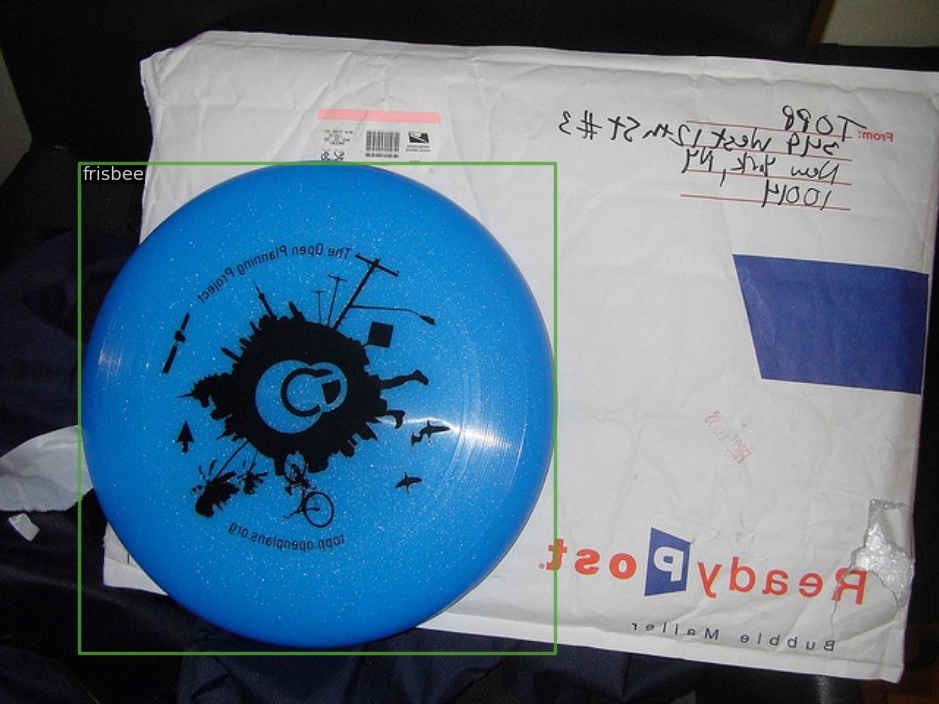 frisbee
From: TOPP
349 West 12th St #3
New York, NY
10014
The Open Planning Project
topp.openplans.org
ReadyPost.
Bubble Mailer